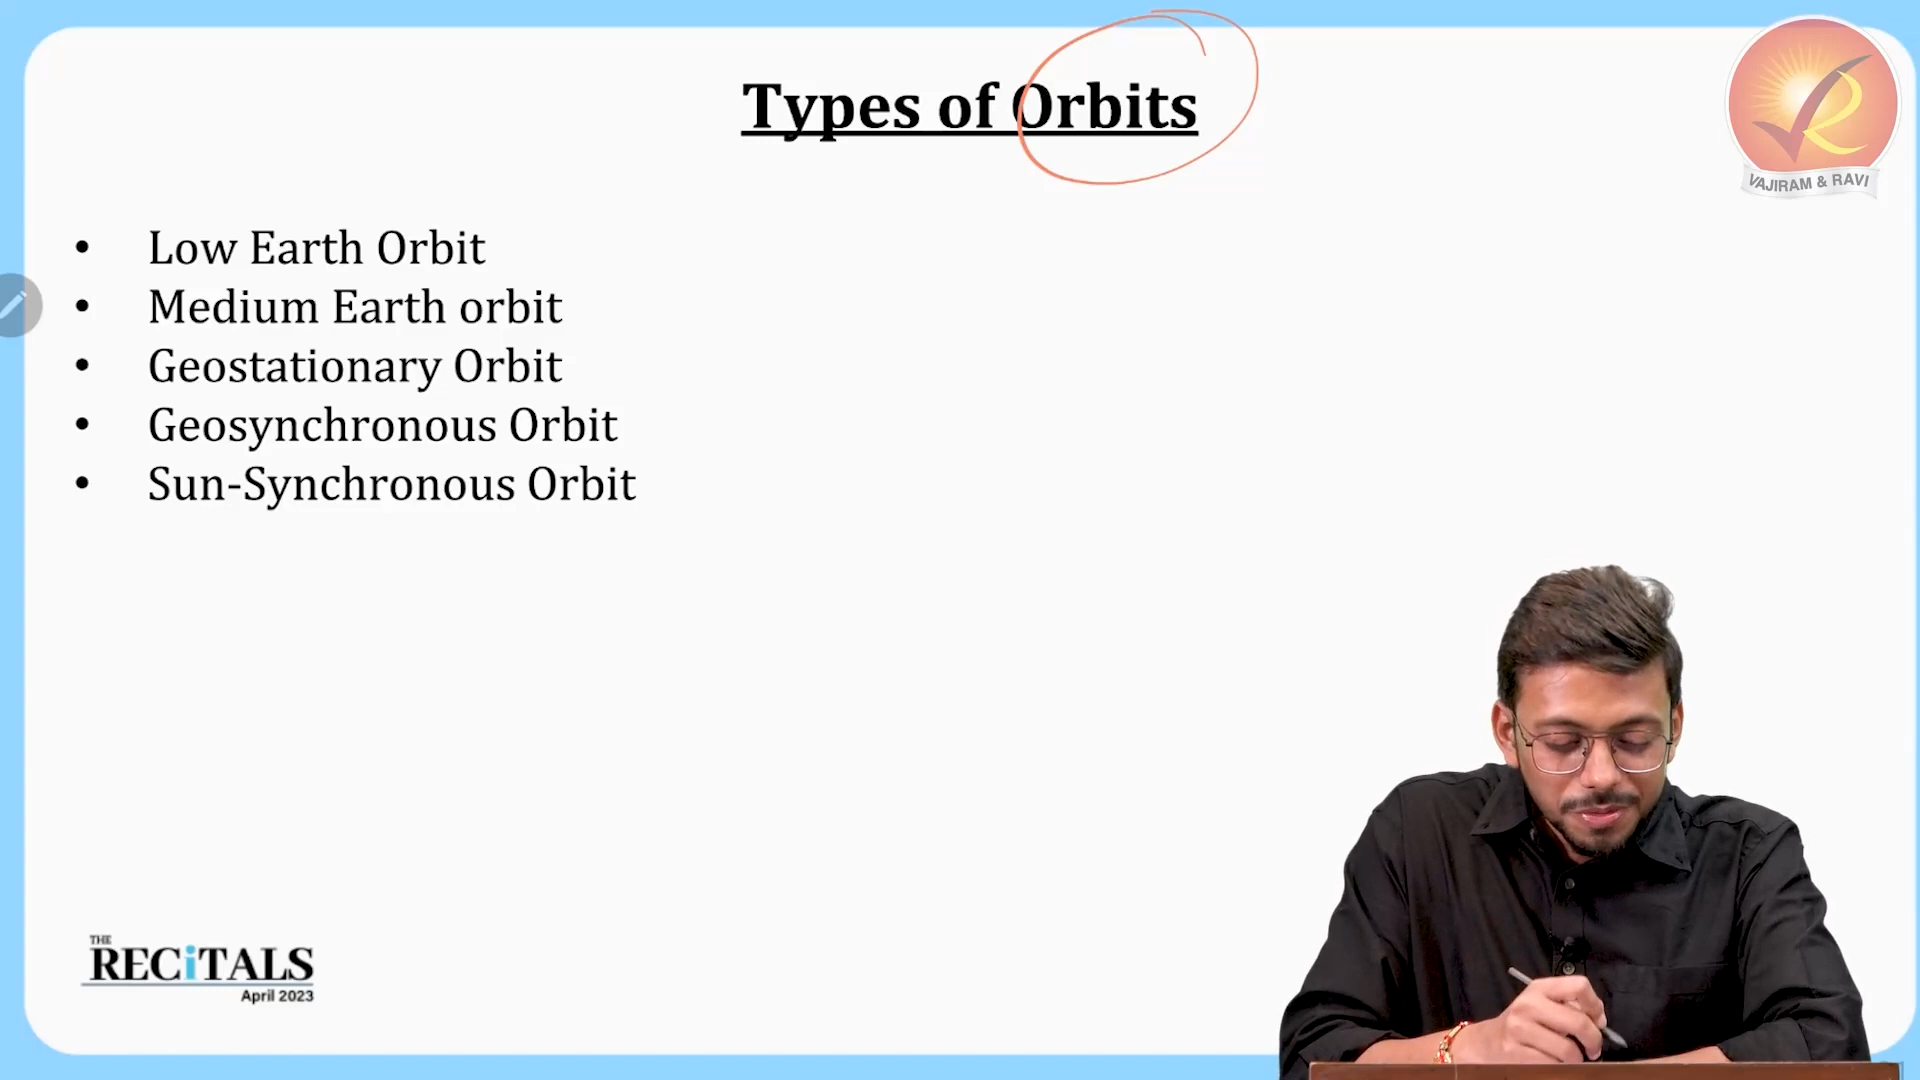 Types of Orbits
VAJIRAM & RAVI
• Low Earth Orbit
• Medium Earth orbit
• Geostationary Orbit
• Geosynchronous Orbit
• Sun-Synchronous Orbit
THE
RECiTALS
April 2023